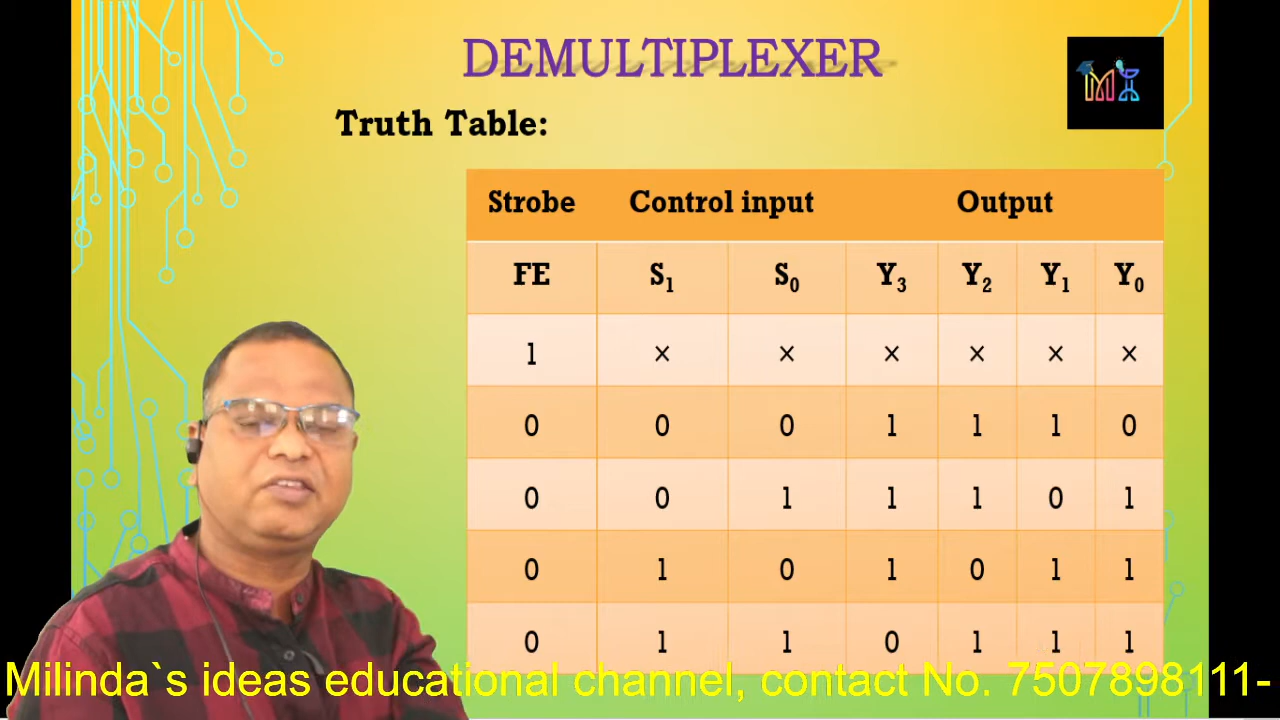 DEMULTIPLEXER
MI
Truth Table:
Strobe Control input Output
FE S₁ S₀ Y₃ Y₂ Y₁ Y₀
1 × × × × × ×
0 0 0 1 1 1 0
0 0 1 1 1 0 1
0 1 0 1 0 1 1
0 1 1 0 1 1 1
Milinda`s ideas educational channel, contact No. 7507898111-